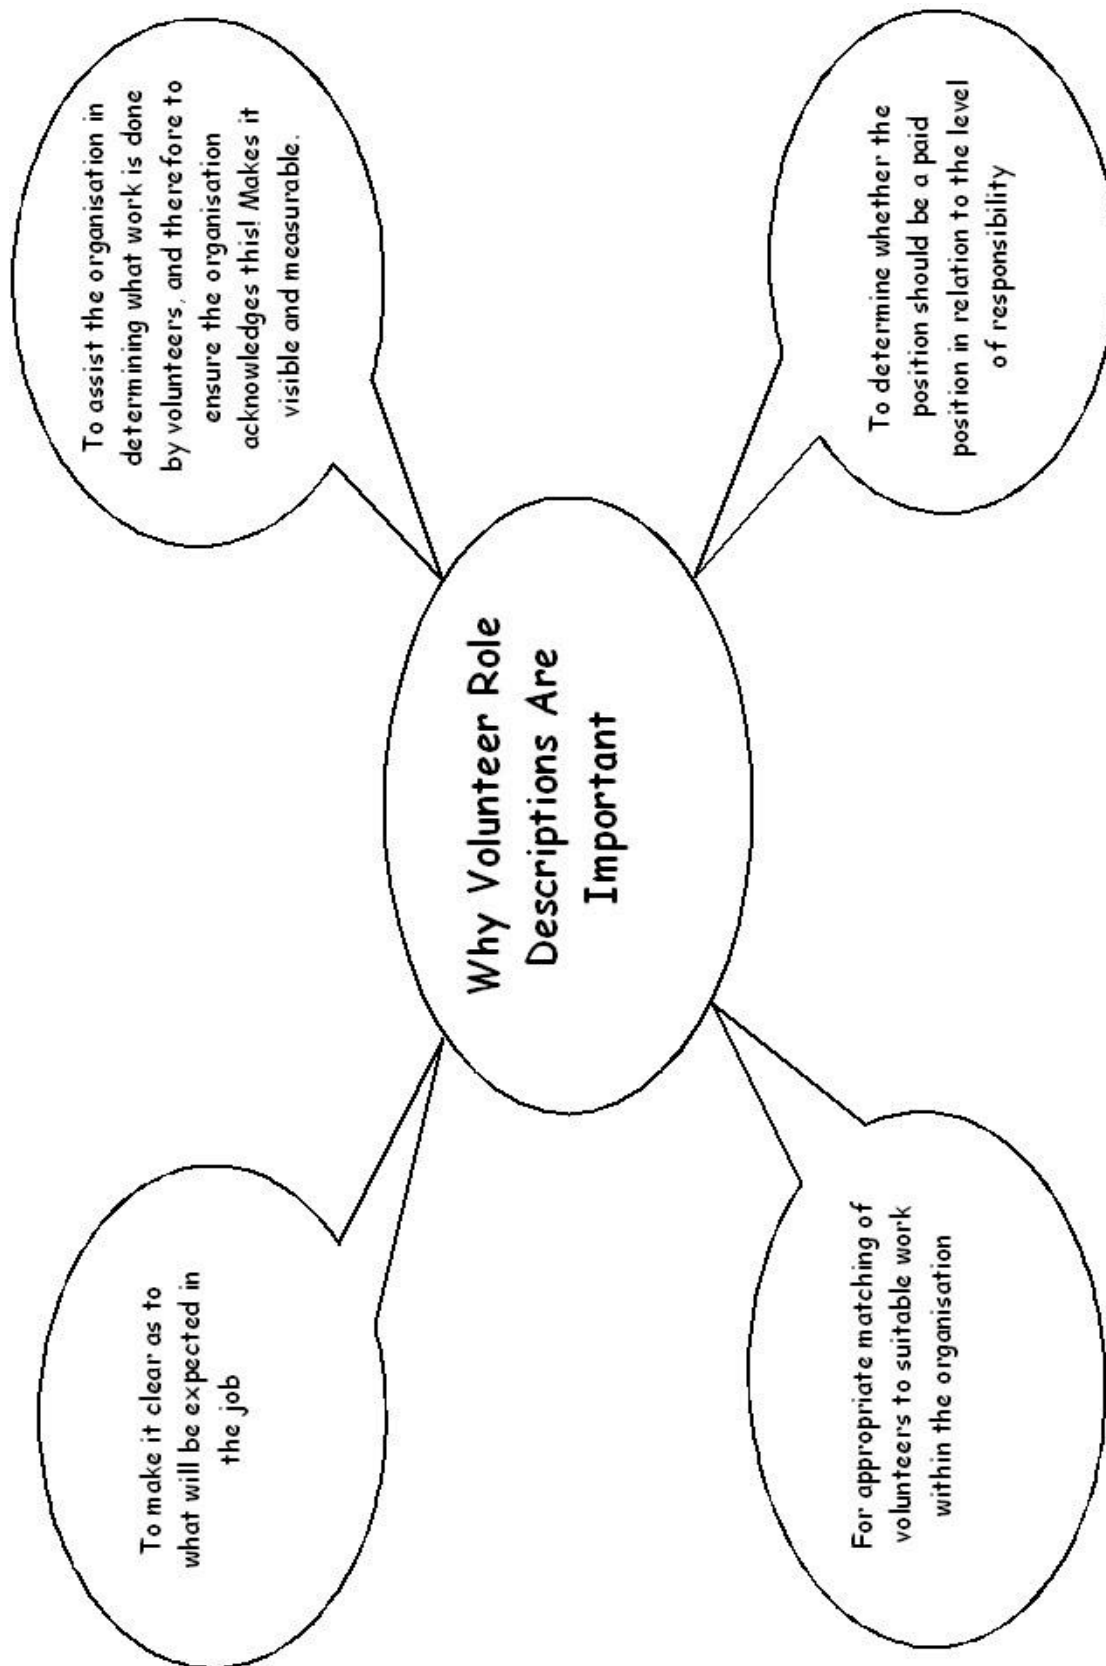 To make it clear as to
what will be expected in
the job
To assist the organisation in
determining what work is done
by volunteers, and therefore to
ensure the organisation
acknowledges this! Makes it
visible and measurable.
Why Volunteer Role
Descriptions Are
Important
For appropriate matching of
volunteers to suitable work
within the organisation
To determine whether the
position should be a paid
position in relation to the level
of responsibility